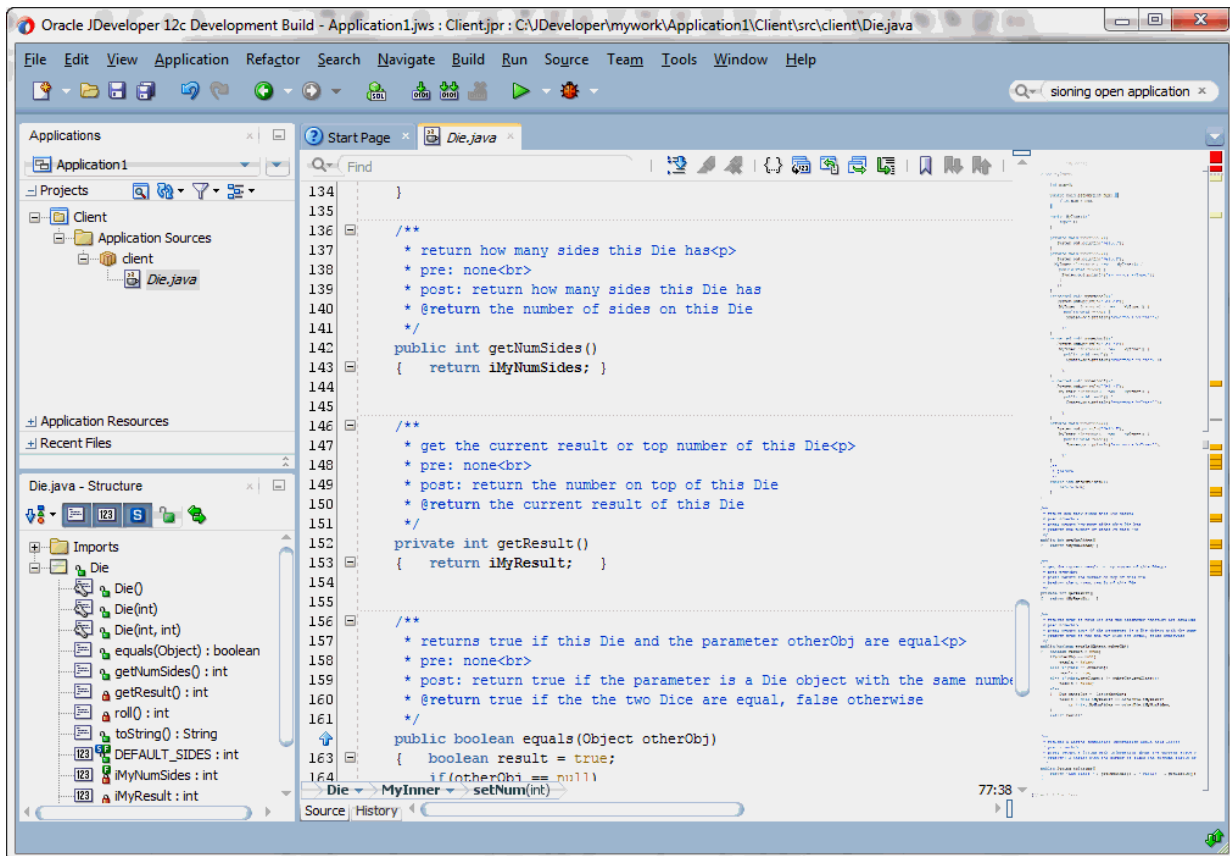 Oracle JDeveloper 12c Development Build - Application1.jws : Client.jpr : C:\JDeveloper\mywork\Application1\Client\src\client\Die.java
File Edit View Application Refactor Search Navigate Build Run Source Team Tools Window Help
sioning open application
Applications
Application1
Projects
Client
Application Sources
client
Die.java
Application Resources
Recent Files
Die.java - Structure
Imports
Die
Die()
Die(int)
Die(int, int)
equals(Object) : boolean
getNumSides() : int
getResult() : int
roll() : int
toString() : String
DEFAULT_SIDES : int
iMyNumSides : int
iMyResult : int
Start Page Die.java
Find
134 }
135
136 /**
137 * return how many sides this Die has<p>
138 * pre: none<br>
139 * post: return how many sides this Die has
140 * @return the number of sides on this Die
141 */
142 public int getNumSides()
143 { return iMyNumSides; }
144
145
146 /**
147 * get the current result or top number of this Die<p>
148 * pre: none<br>
149 * post: return the number on top of this Die
150 * @return the current result of this Die
151 */
152 private int getResult()
153 { return iMyResult; }
154
155
156 /**
157 * returns true if this Die and the parameter otherObj are equal<p>
158 * pre: none<br>
159 * post: return true if the parameter is a Die object with the same numbe
160 * @return true if the the two Dice are equal, false otherwise
161 */
public boolean equals(Object otherObj)
163 { boolean result = true;
164 if(otherObj == null)
Die MyInner setNum(int) 77:38
Source History